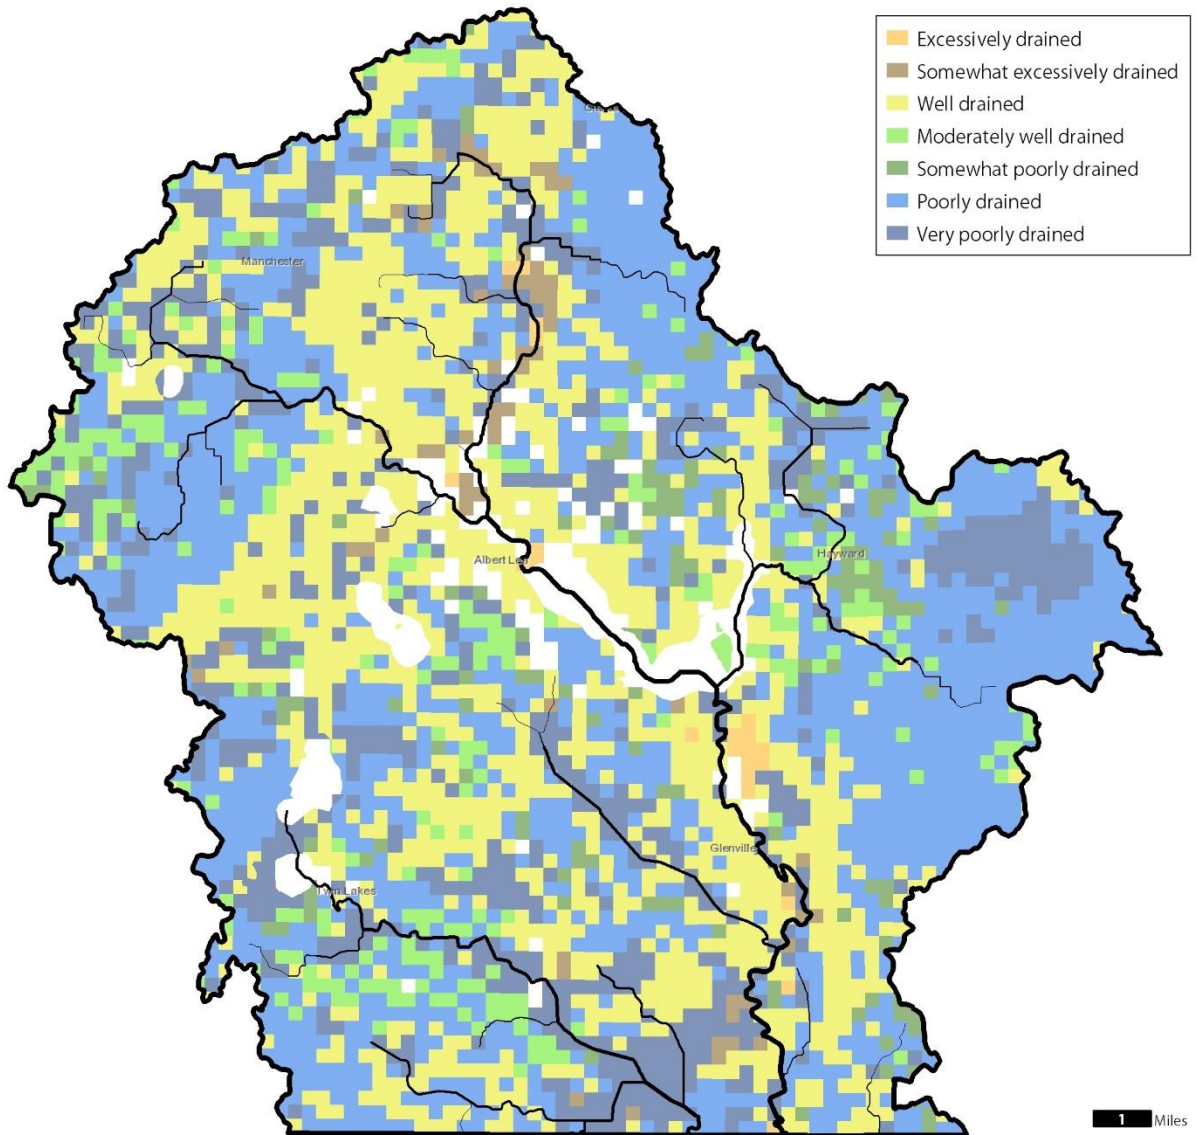 Excessively drained
Somewhat excessively drained
Well drained
Moderately well drained
Somewhat poorly drained
Poorly drained
Very poorly drained
Manchester
Albert Lea
Hayward
Glenville
Twin Lakes
1 Miles